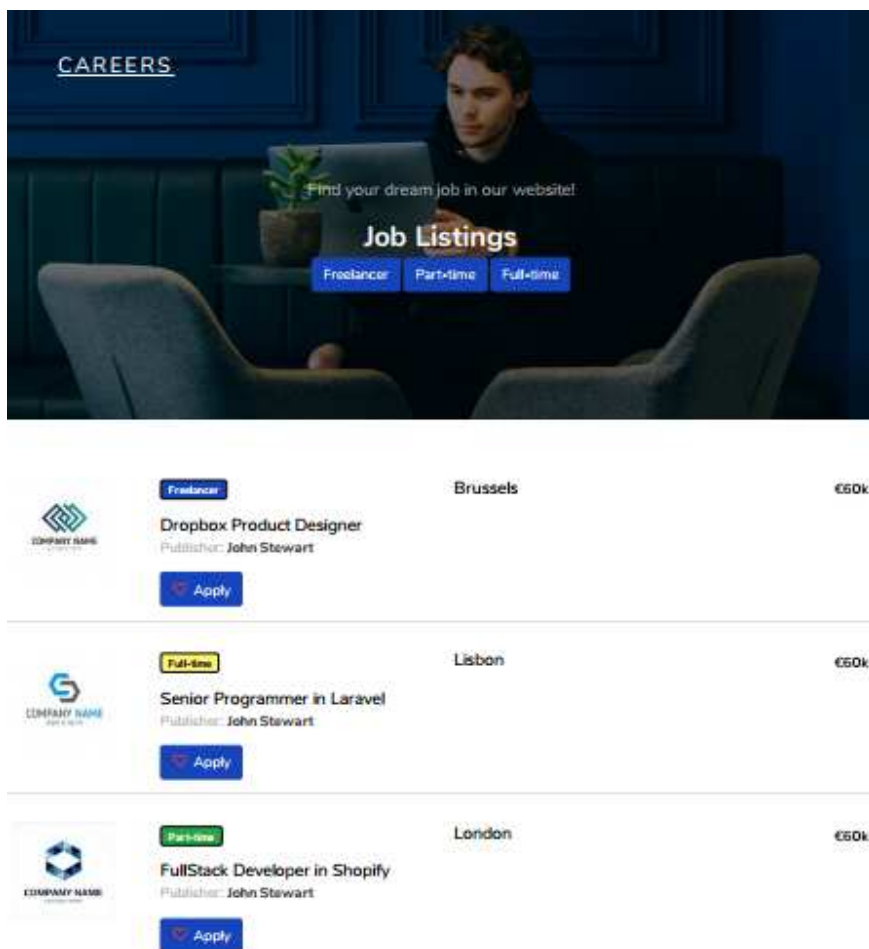 CAREERS
Find your dream job in our website!
Job Listings
Freelancer Part-time Full-time
Freelancer Brussels €60k
COMPANY NAME
Dropbox Product Designer
Publisher: John Stewart
Apply
Full-time Lisbon €60k
Senior Programmer in Laravel
COMPANY NAME
Publisher: John Stewart
Apply
Part-time London €60k
FullStack Developer in Shopify
COMPANY NAME
Publisher: John Stewart
Apply